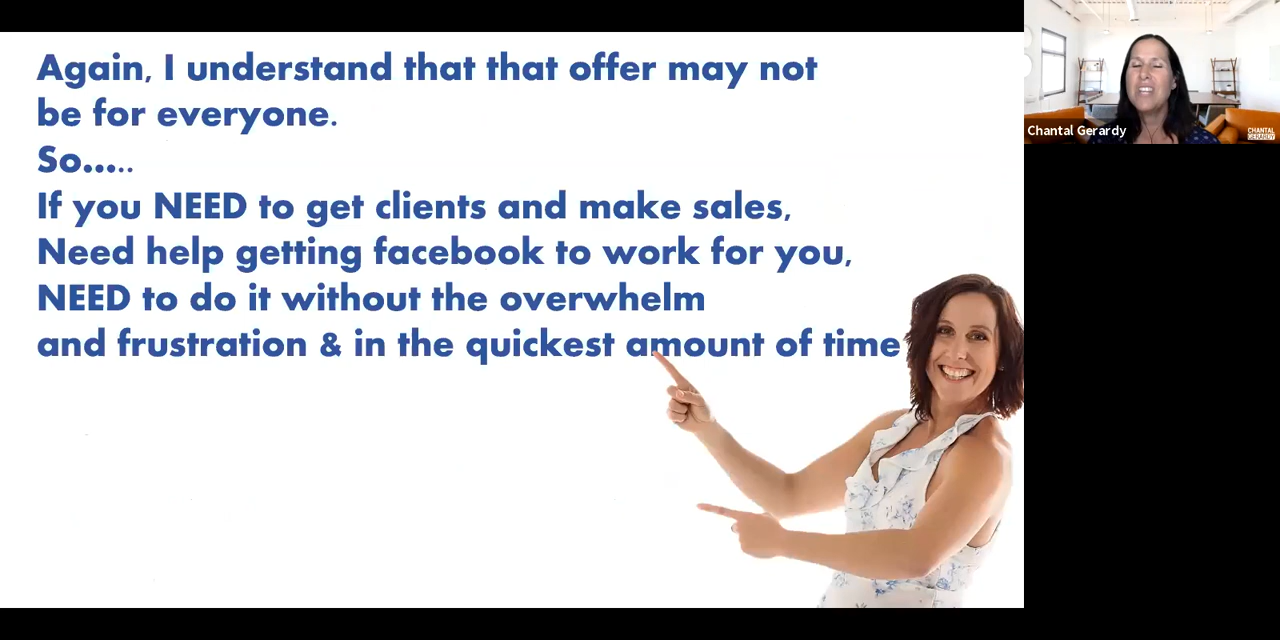 Again, I understand that that offer may not
be for everyone.
So.....
If you NEED to get clients and make sales,
Need help getting facebook to work for you,
NEED to do it without the overwhelm
and frustration & in the quickest amount of time
Chantal Gerardy
CHANTAL
GERARDY